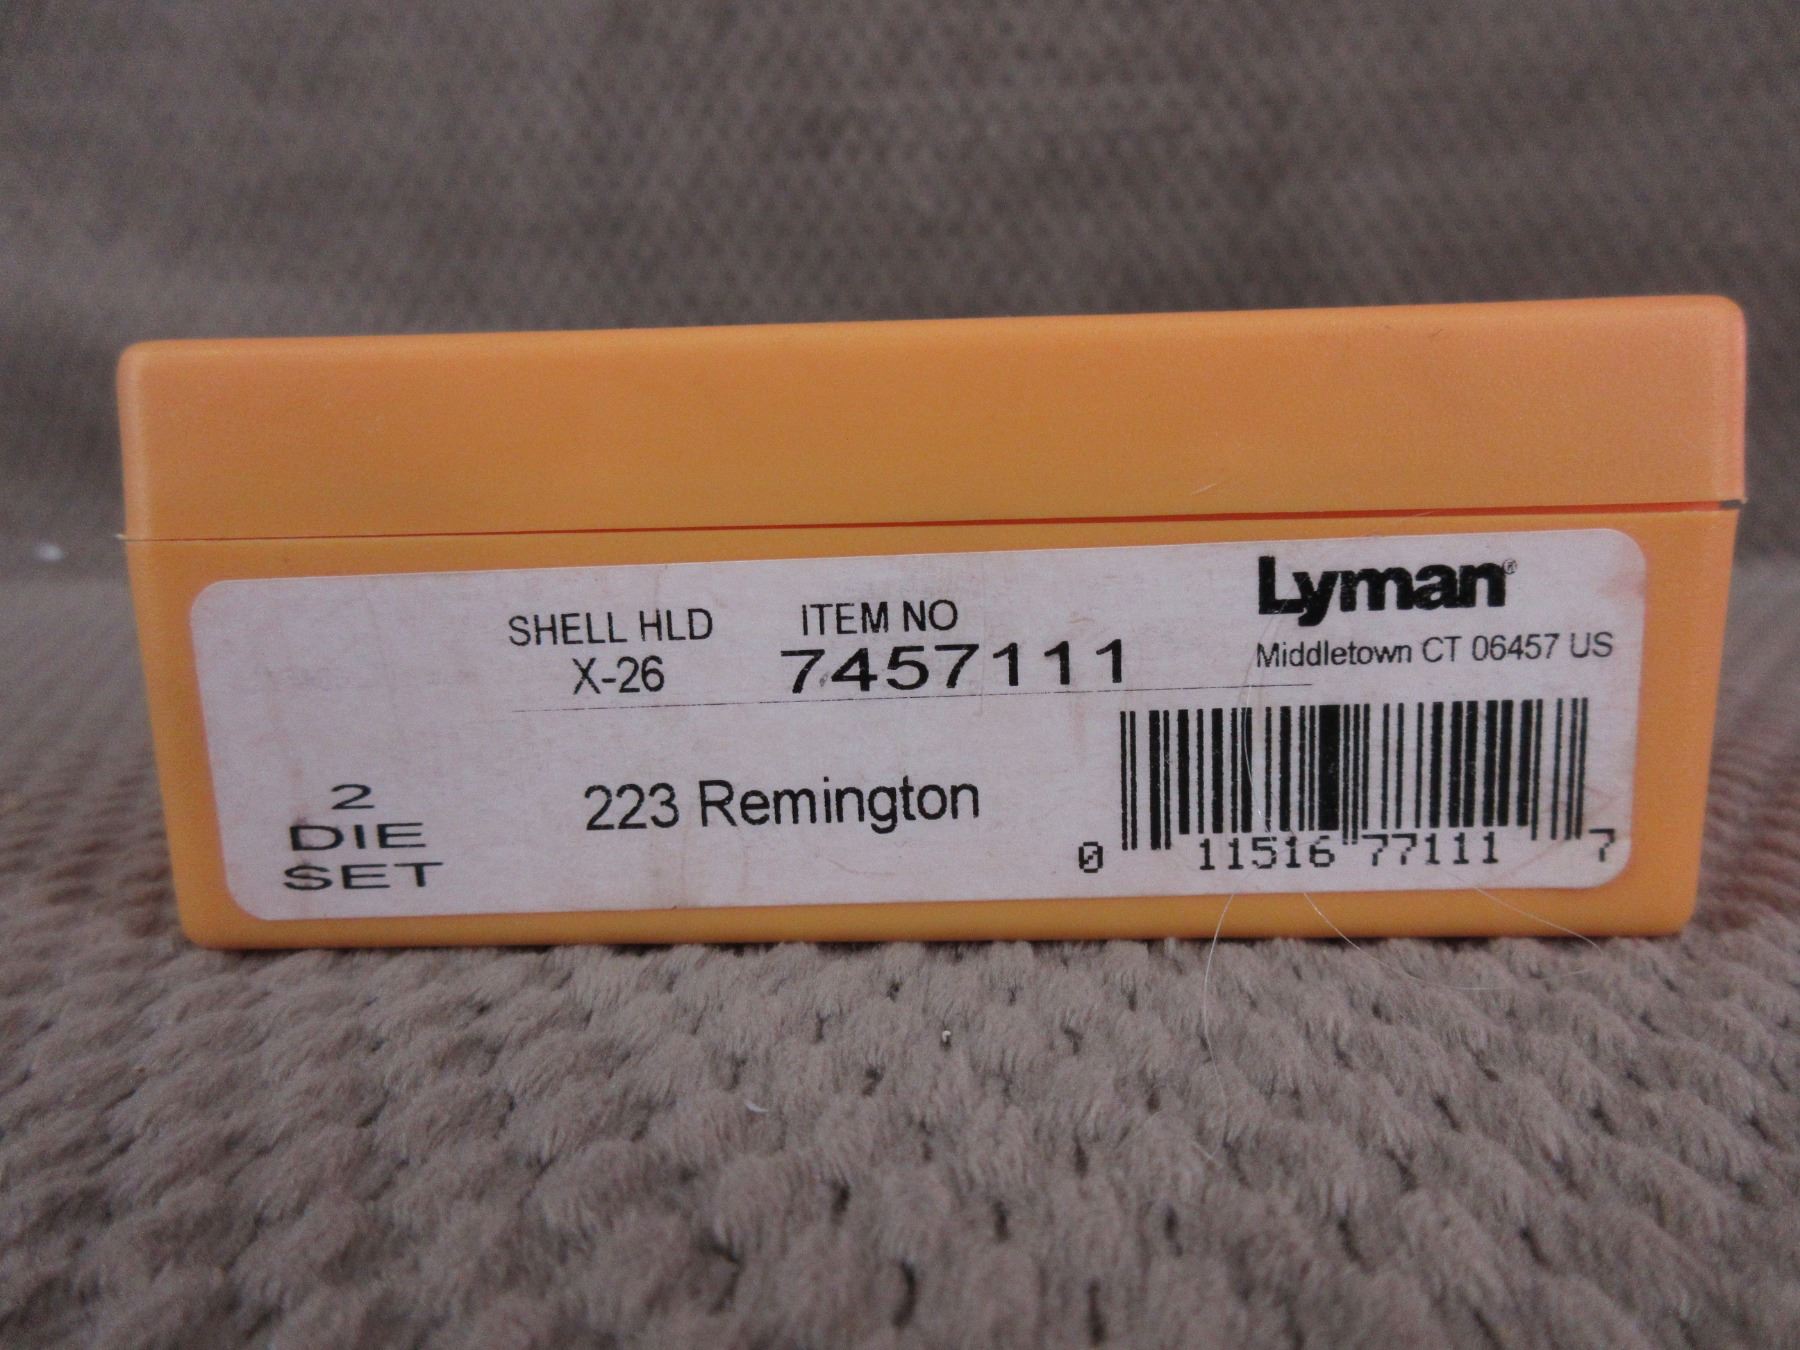 SHELL HLD
X-26
ITEM NO
7457111
Lyman®
Middletown CT 06457 US
2
DIE
SET
223 Remington
0 11516 77111 7